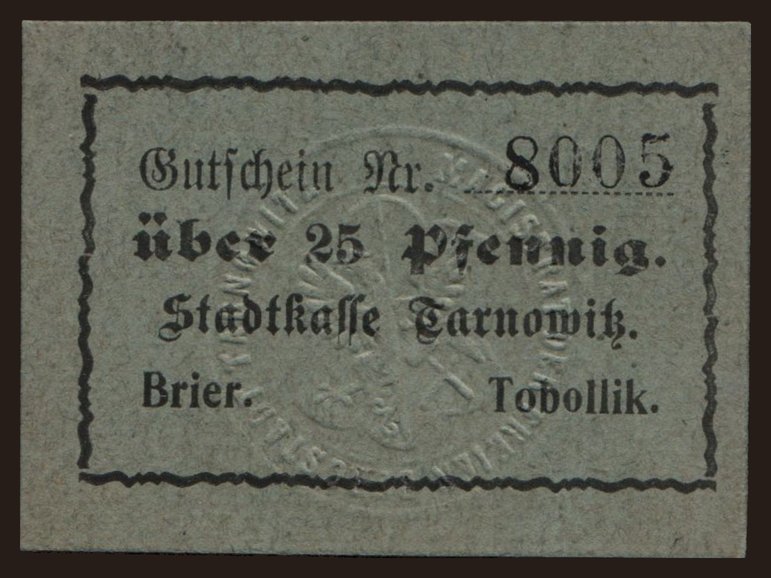 Gutschein Nr. 8005
über 25 Pfennig.
Stadtkasse Tarnowitz.
Brier. Tobollik.